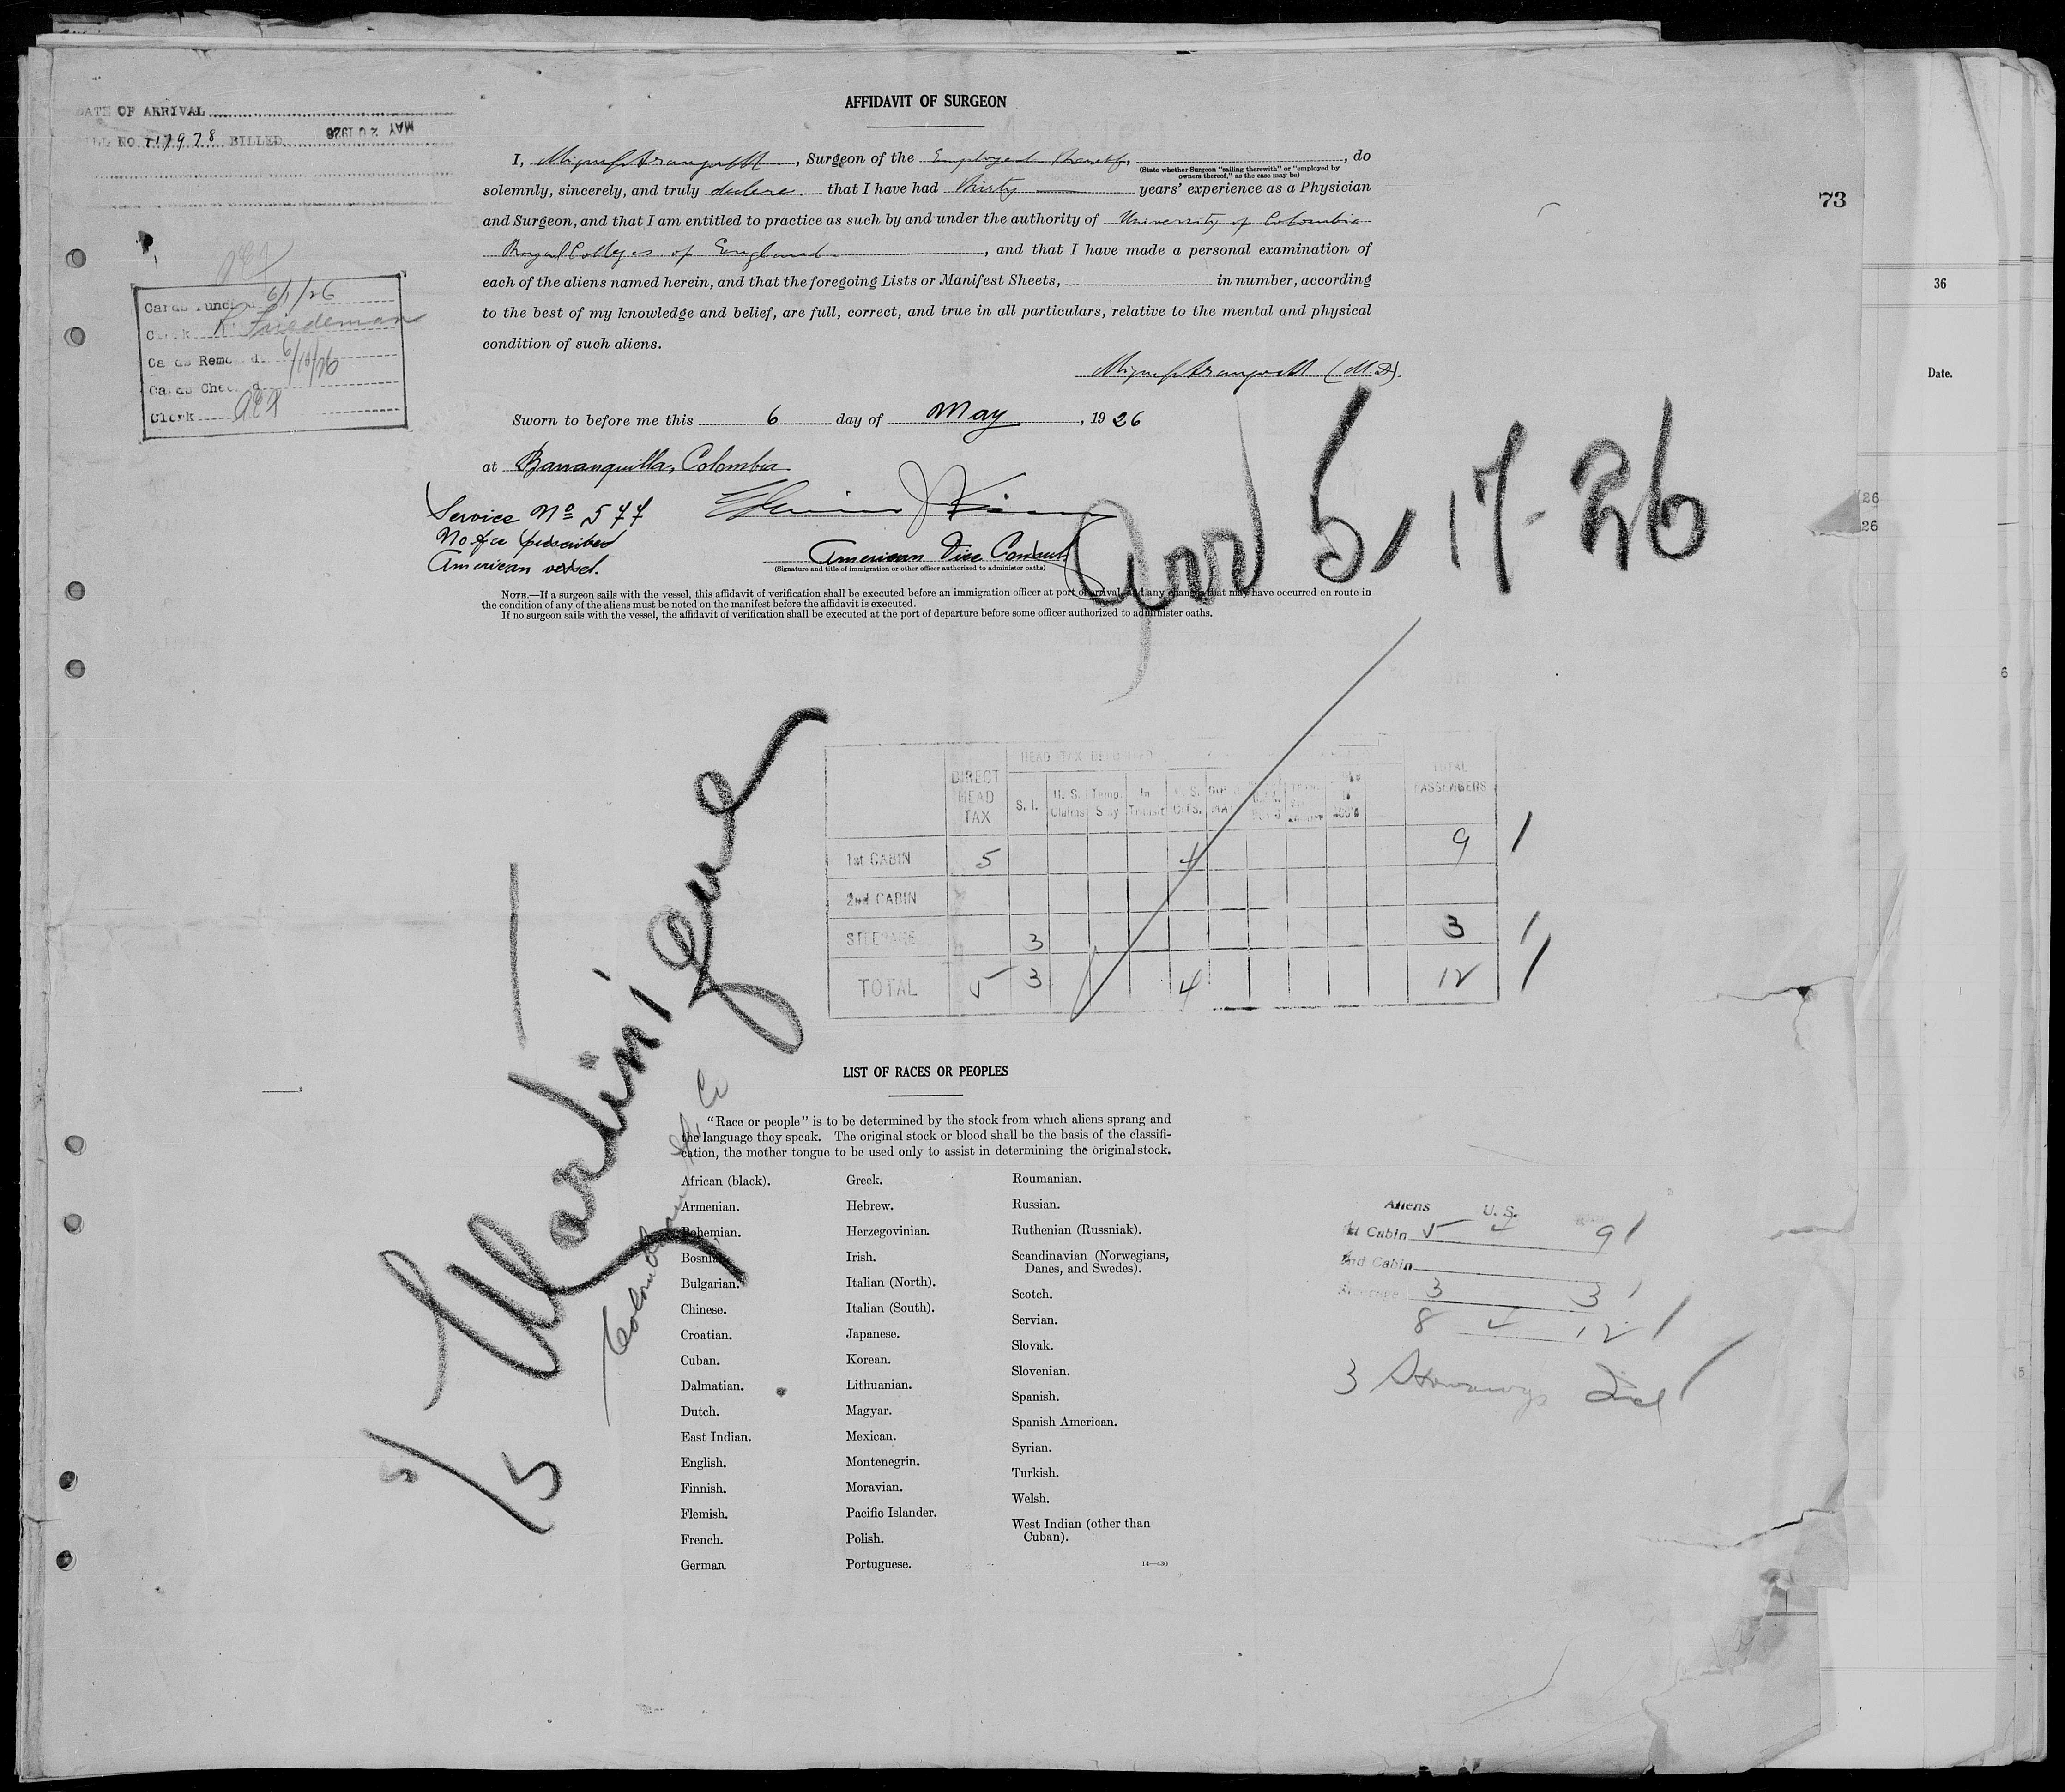 DATE OF ARRIVAL
NO. 17978 BILLED MAY 20 1926
AFFIDAVIT OF SURGEON
I, , Surgeon of the Employed , do
(State whether Surgeon "sailing therewith" or "employed by
owners thereof," as the case may be)
solemnly, sincerely, and truly declare that I have had thirty years' experience as a Physician
and Surgeon, and that I am entitled to practice as such by and under the authority of University of Colombia
Royal Colleges of England , and that I have made a personal examination of
each of the aliens named herein, and that the foregoing Lists or Manifest Sheets, in number, according
to the best of my knowledge and belief, are full, correct, and true in all particulars, relative to the mental and physical
condition of such aliens.
(M.D).
Sworn to before me this 6 day of May , 1926
at Barranquilla, Colombia
Service No 577
No fee prescribed
American vessel.
American Vice Consul
(Signature and title of immigration or other officer authorized to administer oaths)
NOTE.—If a surgeon sails with the vessel, this affidavit of verification shall be executed before an immigration officer at port of arrival, and any changes that may have occurred en route in
the condition of any of the aliens must be noted on the manifest before the affidavit is executed.
If no surgeon sails with the vessel, the affidavit of verification shall be executed at the port of departure before some officer authorized to administer oaths.
73
36
Date.
26
26
6
5
Cards Punched 6/1/26
Clerk K. Friedeman
Cards Removed 6/10/26
Cards Checked
Clerk
Arr 5, 17 - 26
S/S Martinique
Colombian S.S. Co
HEAD TAX DEPOSITED
DIRECT HEAD TAX S. I. U. S. Claims Temp. Stay In Transit U. S. CITS. TOTAL PASSENGERS
1st CABIN 5 4 9
2nd CABIN
STEERAGE 3 3
TOTAL 5 3 4 12
LIST OF RACES OR PEOPLES
"Race or people" is to be determined by the stock from which aliens sprang and
the language they speak. The original stock or blood shall be the basis of the classifi-
cation, the mother tongue to be used only to assist in determining the original stock.
African (black).
Armenian.
Bohemian.
Bosnian.
Bulgarian.
Chinese.
Croatian.
Cuban.
Dalmatian.
Dutch.
East Indian.
English.
Finnish.
Flemish.
French.
German
Greek.
Hebrew.
Herzegovinian.
Irish.
Italian (North).
Italian (South).
Japanese.
Korean.
Lithuanian.
Magyar.
Mexican.
Montenegrin.
Moravian.
Pacific Islander.
Polish.
Portuguese.
Roumanian.
Russian.
Ruthenian (Russniak).
Scandinavian (Norwegians,
Danes, and Swedes).
Scotch.
Servian.
Slovak.
Slovenian.
Spanish.
Spanish American.
Syrian.
Turkish.
Welsh.
West Indian (other than
Cuban).
14—430
Aliens U. S.
1st Cabin 5 4 9
2nd Cabin
Steerage 3 3
8 4 12
3 Stowaways Incl